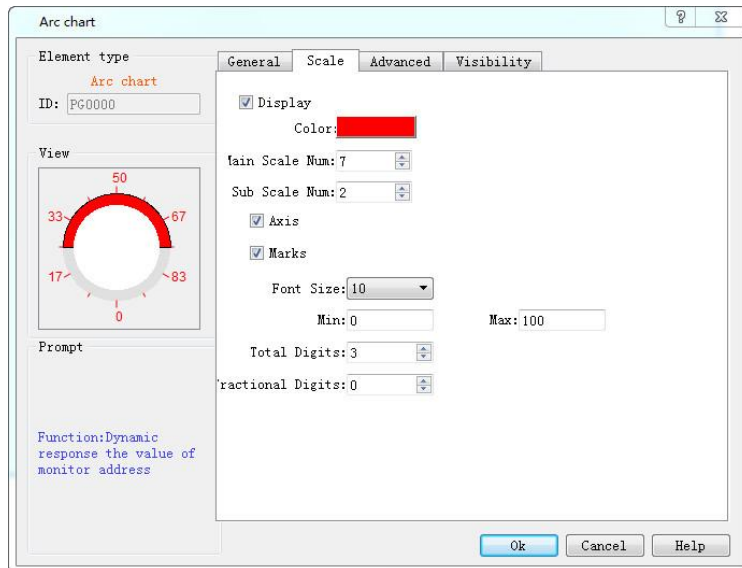 Arc chart
Element type
Arc chart
ID: PG0000
View
50
33
67
17
83
0
Prompt
Function:Dynamic
response the value of
monitor address
General Scale Advanced Visibility
Display
Color:
Main Scale Num: 7
Sub Scale Num: 2
Axis
Marks
Font Size: 10
Min: 0 Max: 100
Total Digits: 3
ractional Digits: 0
Ok Cancel Help